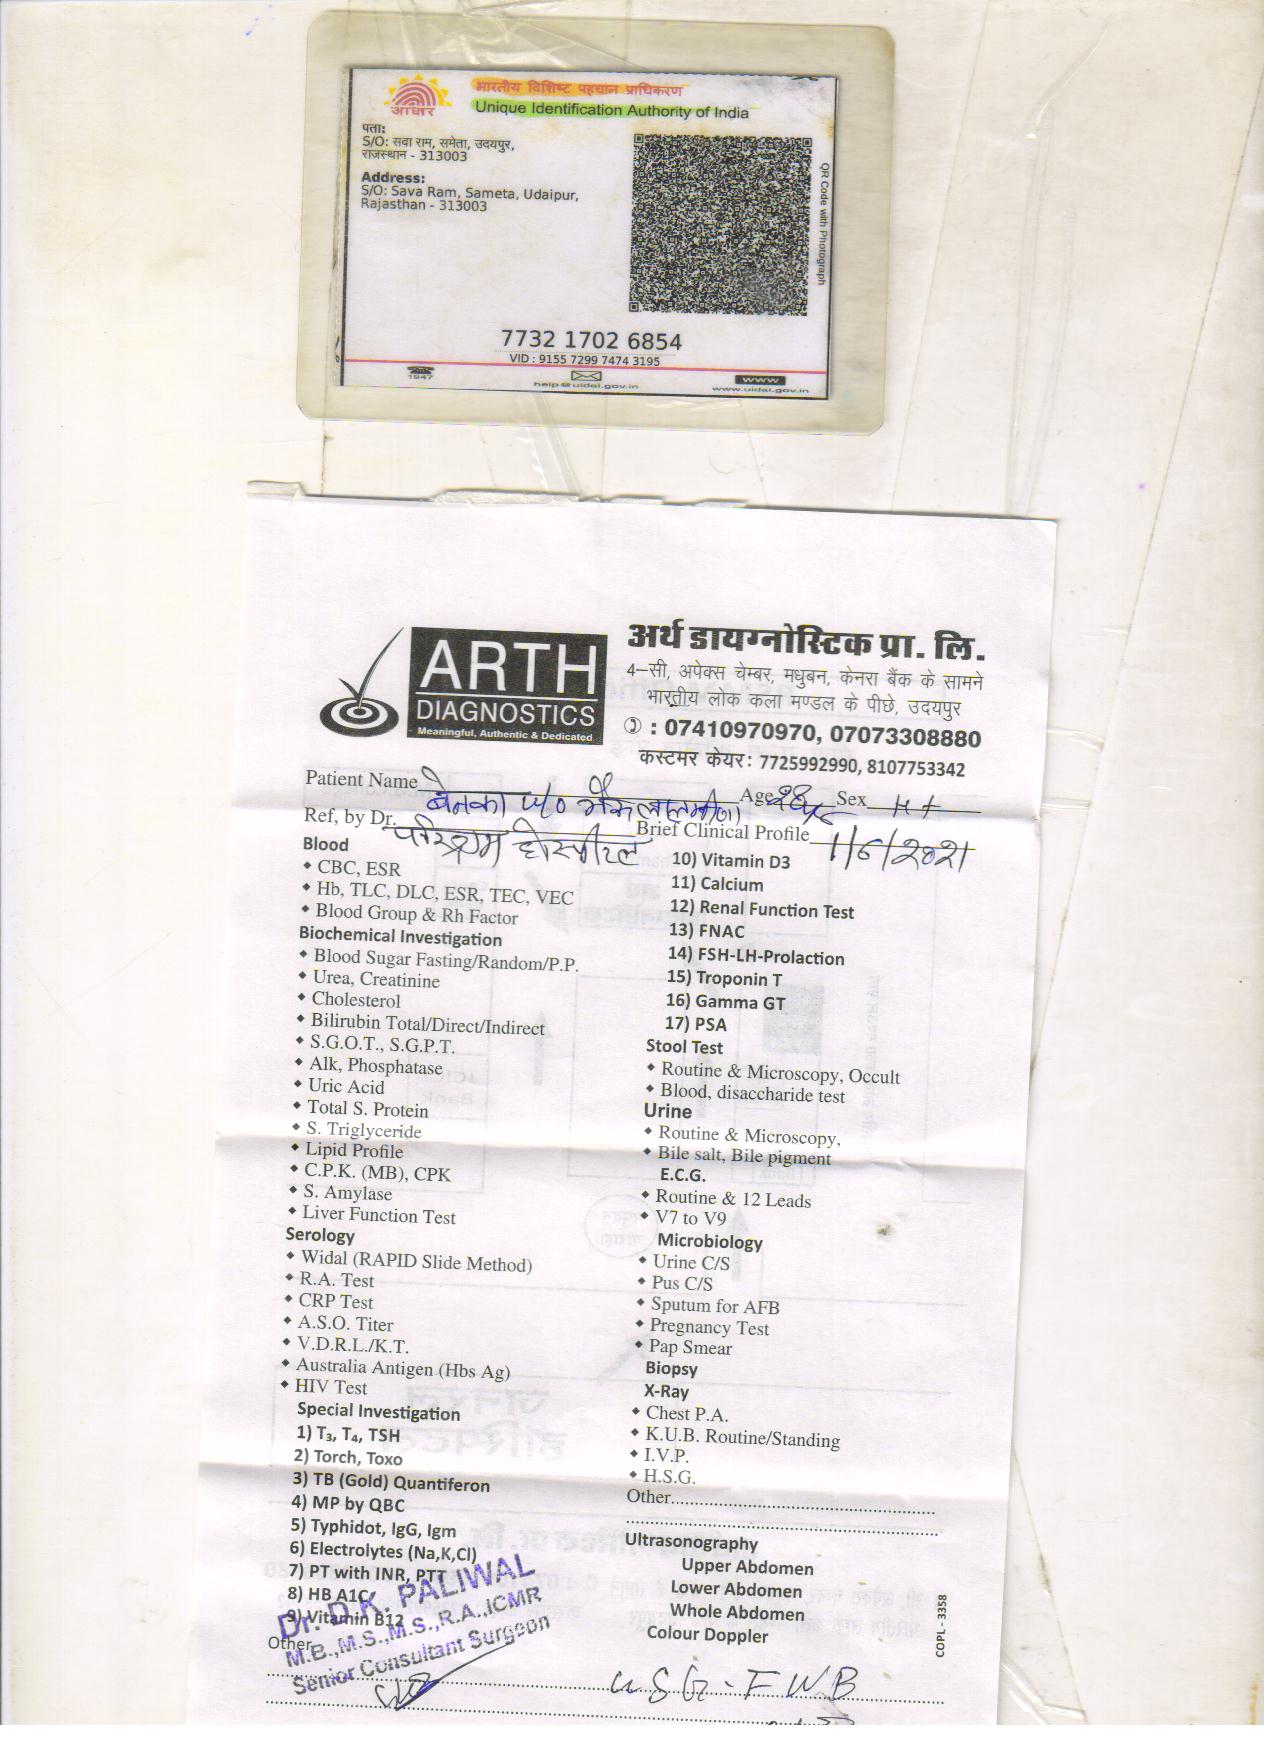 आधार
भारतीय विशिष्ट पहचान प्राधिकरण
Unique Identification Authority of India
पता:
S/O: सवा राम, समेता, उदयपुर,
राजस्थान - 313003
Address:
S/O: Sava Ram, Sameta, Udaipur,
Rajasthan - 313003
QR Code with Photograph
7732 1702 6854
VID : 9155 7299 7474 3195
1947
help@uidai.gov.in
WWW
www.uidai.gov.in
ARTH
DIAGNOSTICS
Meaningful, Authentic & Dedicated
अर्थ डायग्नोस्टिक प्रा. लि.
4-सी, अपेक्स चेम्बर, मधुबन, केनरा बैंक के सामने
भारतीय लोक कला मण्डल के पीछे, उदयपुर
: 07410970970, 07073308880
कस्टमर केयर: 7725992990, 8107753342
Patient Name W/O Age 28 Sex
Ref, by Dr. Brief Clinical Profile 1/6/2021
Blood
CBC, ESR
Hb, TLC, DLC, ESR, TEC, VEC
Blood Group & Rh Factor
Biochemical Investigation
Blood Sugar Fasting/Random/P.P.
Urea, Creatinine
Cholesterol
Bilirubin Total/Direct/Indirect
S.G.O.T., S.G.P.T.
Alk, Phosphatase
Uric Acid
Total S. Protein
S. Triglyceride
Lipid Profile
C.P.K. (MB), CPK
S. Amylase
Liver Function Test
Serology
Widal (RAPID Slide Method)
R.A. Test
CRP Test
A.S.O. Titer
V.D.R.L./K.T.
Australia Antigen (Hbs Ag)
HIV Test
Special Investigation
1) T₃, T₄, TSH
2) Torch, Toxo
3) TB (Gold) Quantiferon
4) MP by QBC
5) Typhidot, IgG, Igm
6) Electrolytes (Na,K,Cl)
7) PT with INR, PTT
8) HB A1C
9) Vitamin B12
Other
Dr. D.K. PALIWAL
M.B.,M.S.,M.S.,R.A.,ICMR
Senior Consultant Surgeon
10) Vitamin D3
11) Calcium
12) Renal Function Test
13) FNAC
14) FSH-LH-Prolaction
15) Troponin T
16) Gamma GT
17) PSA
Stool Test
Routine & Microscopy, Occult
Blood, disaccharide test
Urine
Routine & Microscopy,
Bile salt, Bile pigment
E.C.G.
Routine & 12 Leads
V7 to V9
Microbiology
Urine C/S
Pus C/S
Sputum for AFB
Pregnancy Test
Pap Smear
Biopsy
X-Ray
Chest P.A.
K.U.B. Routine/Standing
I.V.P.
H.S.G.
Other
Ultrasonography
Upper Abdomen
Lower Abdomen
Whole Abdomen
Colour Doppler
COPL - 3358
USG - FWB